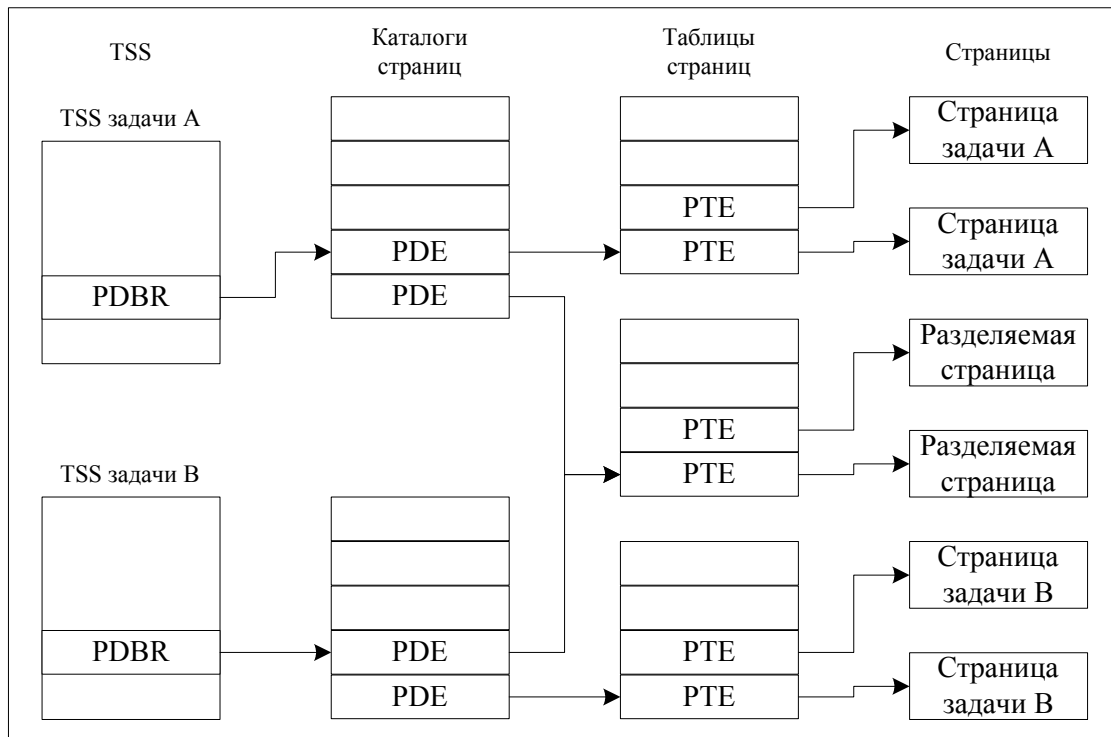 TSS
Каталоги
страниц
Таблицы
страниц
Страницы
TSS задачи A
PDBR
PDE
PDE
PTE
PTE
Страница
задачи A
Страница
задачи A
PTE
PTE
Разделяемая
страница
Разделяемая
страница
TSS задачи B
PDBR
PDE
PDE
PTE
PTE
Страница
задачи B
Страница
задачи B